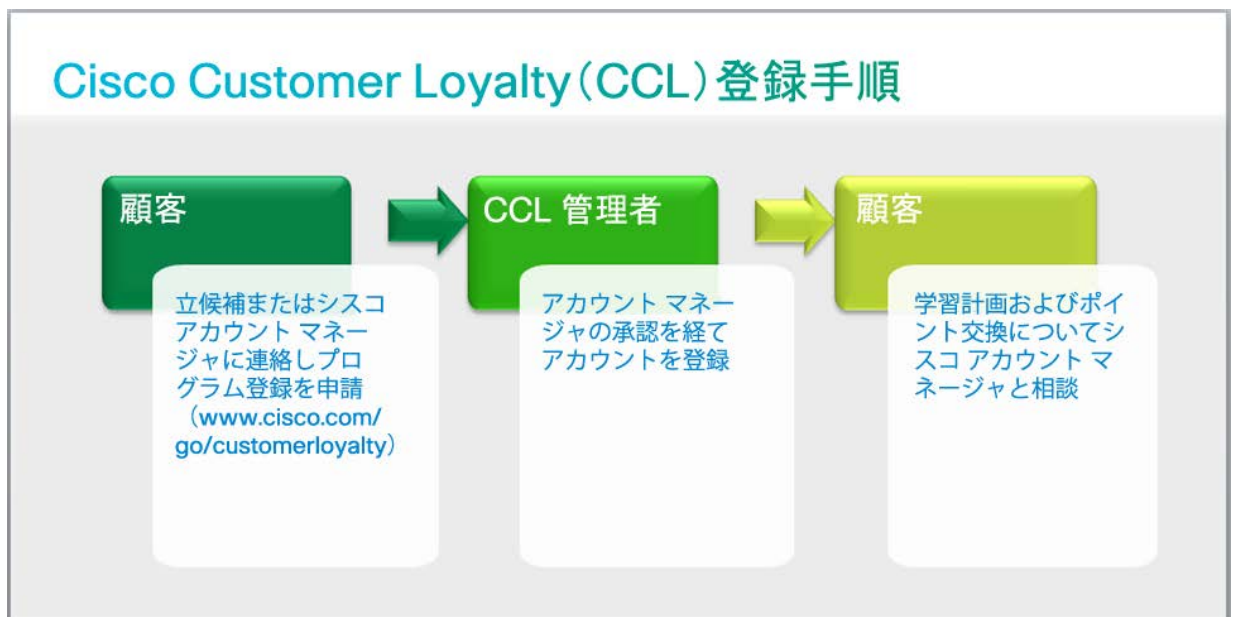 Cisco Customer Loyalty（CCL）登録手順
顧客
立候補またはシスコ
アカウント マネー
ジャに連絡しプロ
グラム登録を申請
（www.cisco.com/
go/customerloyalty）
CCL 管理者
アカウント マネー
ジャの承認を経て
アカウントを登録
顧客
学習計画およびポイ
ント交換についてシ
スコ アカウント マ
ネージャと相談